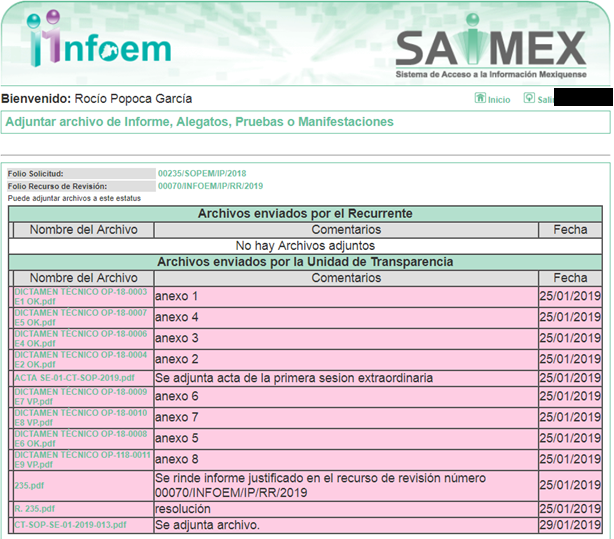 infoem
SAIMEX
Sistema de Acceso a la Información Mexiquense
Bienvenido: Rocío Popoca García
Inicio
Adjuntar archivo de Informe, Alegatos, Pruebas o Manifestaciones
Folio Solicitud: 00235/SOPEM/IP/2018
Folio Recurso de Revisión: 00070/INFOEM/IP/RR/2019
Puede adjuntar archivos a este estatus
Archivos enviados por el Recurrente
Nombre del Archivo Comentarios Fecha
No hay Archivos adjuntos
Archivos enviados por la Unidad de Transparencia
Nombre del Archivo Comentarios Fecha
DICTAMEN TECNICO OP-18-0003
E1 OK.pdf anexo 1 25/01/2019
DICTAMEN TECNICO OP-18-0007
E5 OK.pdf anexo 4 25/01/2019
DICTAMEN TECNICO OP-18-0006
E4 OK.pdf anexo 3 25/01/2019
DICTAMEN TECNICO OP-18-0004
E2 OK.pdf anexo 2 25/01/2019
ACTA SE-01-CT-SOP-2019.pdf Se adjunta acta de la primera sesion extraordinaria 25/01/2019
DICTAMEN TECNICO OP-18-0009
E7 VP.pdf anexo 6 25/01/2019
DICTAMEN TECNICO OP-18-0010
E8 VP.pdf anexo 7 25/01/2019
DICTAMEN TECNICO OP-18-0008
E6 OK.pdf anexo 5 25/01/2019
DICTAMEN TECNICO OP-118-0011
E9 VP.pdf anexo 8 25/01/2019
235.pdf Se rinde informe justificado en el recurso de revisión número
00070/INFOEM/IP/RR/2019 25/01/2019
R. 235.pdf resolución 25/01/2019
CT-SOP-SE-01-2019-013.pdf Se adjunta archivo. 29/01/2019